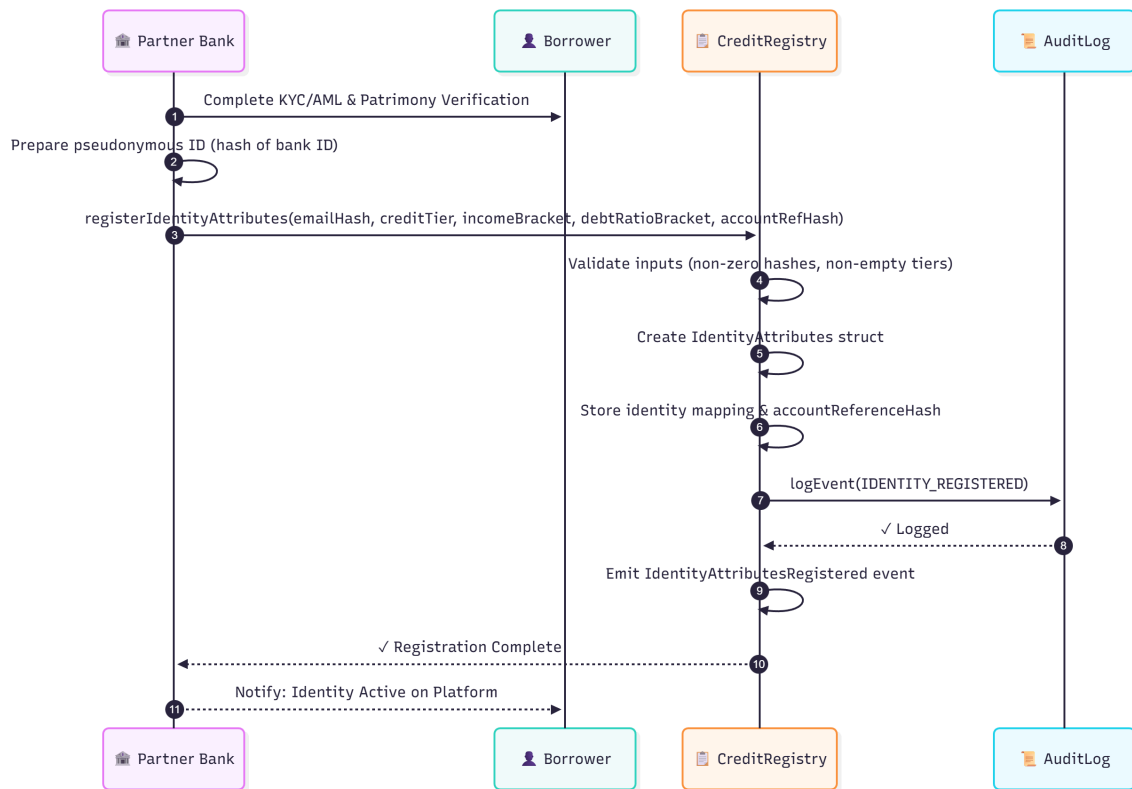 Partner Bank
Borrower
CreditRegistry
AuditLog
Complete KYC/AML & Patrimony Verification
1
Prepare pseudonymous ID (hash of bank ID)
2
registerIdentityAttributes(emailHash, creditTier, incomeBracket, debtRatioBracket, accountRefHash)
3
Validate inputs (non-zero hashes, non-empty tiers)
4
Create IdentityAttributes struct
5
Store identity mapping & accountReferenceHash
6
logEvent(IDENTITY_REGISTERED)
7
✓ Logged
8
Emit IdentityAttributesRegistered event
9
✓ Registration Complete
10
Notify: Identity Active on Platform
11
Partner Bank
Borrower
CreditRegistry
AuditLog